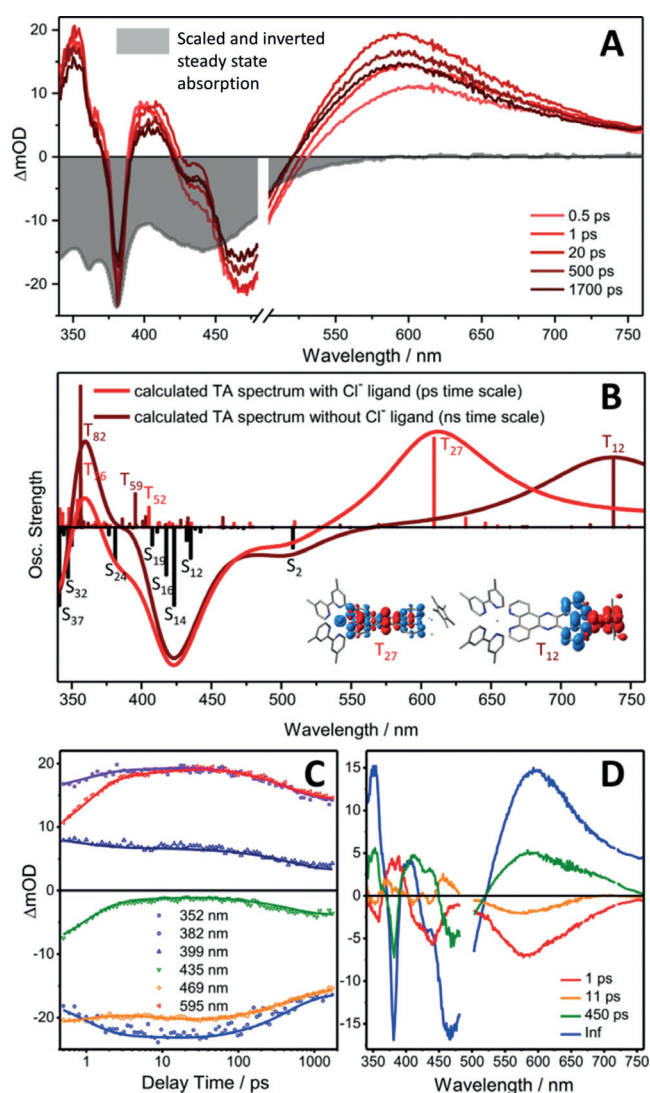 A
Scaled and inverted
steady state
absorption
ΔmOD
20
10
0
-10
-20
0.5 ps
1 ps
20 ps
500 ps
1700 ps
350 400 450 550 600 650 700 750
Wavelength / nm
B
calculated TA spectrum with Cl⁻ ligand (ps time scale)
calculated TA spectrum without Cl⁻ ligand (ns time scale)
Osc. Strength
T₈₂
T₅₉
T₅₂
T₂₇
T₁₂
S₃₇
S₃₂
S₂₄
S₁₉
S₁₆
S₁₄
S₁₂
S₂
T₂₇
T₁₂
350 400 450 500 550 600 650 700 750
Wavelength / nm
C
ΔmOD
20
10
0
-10
-20
352 nm
382 nm
399 nm
435 nm
469 nm
595 nm
1 10 100 1000
Delay Time / ps
D
15
10
5
0
-5
-10
-15
1 ps
11 ps
450 ps
Inf
350 400 450 500 550 600 650 700 750
Wavelength / nm